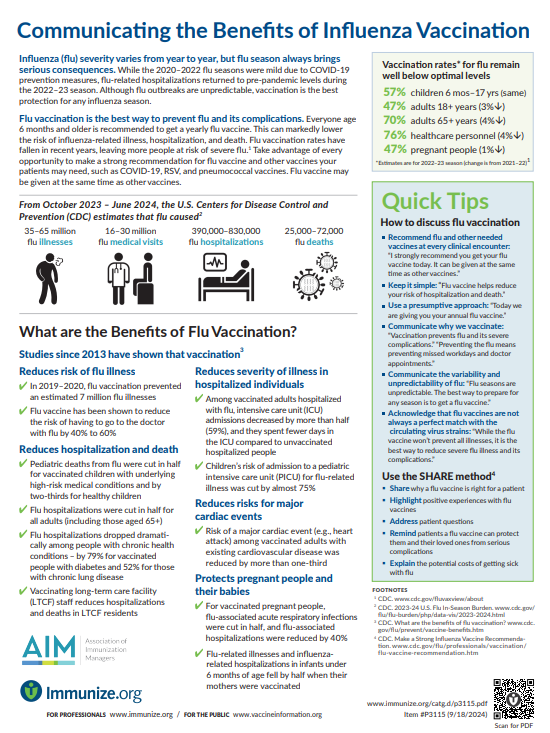 Communicating the Benefits of Influenza Vaccination
Influenza (flu) severity varies from year to year, but flu season always brings
serious consequences. While the 2020–2022 flu seasons were mild due to COVID-19
prevention measures, flu-related hospitalizations returned to pre-pandemic levels during
the 2022–23 season. Although flu outbreaks are unpredictable, vaccination is the best
protection for any influenza season.
Flu vaccination is the best way to prevent flu and its complications. Everyone age
6 months and older is recommended to get a yearly flu vaccine. This can markedly lower
the risk of influenza-related illness, hospitalization, and death. Flu vaccination rates have
fallen in recent years, leaving more people at risk of severe flu.¹ Take advantage of every
opportunity to make a strong recommendation for flu vaccine and other vaccines your
patients may need, such as COVID-19, RSV, and pneumococcal vaccines. Flu vaccine may
be given at the same time as other vaccines.
From October 2023 – June 2024, the U.S. Centers for Disease Control and
Prevention (CDC) estimates that flu caused²
35–65 million
flu illnesses
16–30 million
flu medical visits
390,000–830,000
flu hospitalizations
25,000–72,000
flu deaths
What are the Benefits of Flu Vaccination?
Studies since 2013 have shown that vaccination³
Reduces risk of flu illness
✔ In 2019–2020, flu vaccination prevented
an estimated 7 million flu illnesses
✔ Flu vaccine has been shown to reduce
the risk of having to go to the doctor
with flu by 40% to 60%
Reduces hospitalization and death
✔ Pediatric deaths from flu were cut in half
for vaccinated children with underlying
high-risk medical conditions and by
two-thirds for healthy children
✔ Flu hospitalizations were cut in half for
all adults (including those aged 65+)
✔ Flu hospitalizations dropped dramati-
cally among people with chronic health
conditions – by 79% for vaccinated
people with diabetes and 52% for those
with chronic lung disease
✔ Vaccinating long-term care facility
(LTCF) staff reduces hospitalizations
and deaths in LTCF residents
Reduces severity of illness in
hospitalized individuals
✔ Among vaccinated adults hospitalized
with flu, intensive care unit (ICU)
admissions decreased by more than half
(59%), and they spent fewer days in
the ICU compared to unvaccinated
hospitalized people
✔ Children's risk of admission to a pediatric
intensive care unit (PICU) for flu-related
illness was cut by almost 75%
Reduces risks for major
cardiac events
✔ Risk of a major cardiac event (e.g., heart
attack) among vaccinated adults with
existing cardiovascular disease was
reduced by more than one-third
Protects pregnant people and
their babies
✔ For vaccinated pregnant people,
flu-associated acute respiratory infections
were cut in half, and flu-associated
hospitalizations were reduced by 40%
✔ Flu-related illnesses and influenza-
related hospitalizations in infants under
6 months of age fell by half when their
mothers were vaccinated
Vaccination rates* for flu remain
well below optimal levels
57% children 6 mos–17 yrs (same)
47% adults 18+ years (3%↓)
70% adults 65+ years (4%↓)
76% healthcare personnel (4%↓)
47% pregnant people (1%↓)
*Estimates are for 2022–23 season (change is from 2021–22)¹
Quick Tips
How to discuss flu vaccination
▪ Recommend flu and other needed
vaccines at every clinical encounter:
"I strongly recommend you get your flu
vaccine today. It can be given at the same
time as other vaccines."
▪ Keep it simple: "Flu vaccine helps reduce
your risk of hospitalization and death."
▪ Use a presumptive approach: "Today we
are giving you your annual flu vaccine."
▪ Communicate why we vaccinate:
"Vaccination prevents flu and its severe
complications." "Preventing the flu means
preventing missed workdays and doctor
appointments."
▪ Communicate the variability and
unpredictability of flu: "Flu seasons are
unpredictable. The best way to prepare for
any season is to get a flu vaccine."
▪ Acknowledge that flu vaccines are not
always a perfect match with the
circulating virus strains: "While the flu
vaccine won't prevent all illnesses, it is the
best way to reduce severe flu illness and its
complications."
Use the SHARE method⁴
• Share why a flu vaccine is right for a patient
• Highlight positive experiences with flu
vaccines
• Address patient questions
• Remind patients a flu vaccine can protect
them and their loved ones from serious
complications
• Explain the potential costs of getting sick
with flu
FOOTNOTES
¹ CDC. www.cdc.gov/fluvaxview/about
² CDC. 2023-24 U.S. Flu In-Season Burden. www.cdc.gov/
flu/flu-burden/php/data-vis/2023-2024.html
³ CDC. What are the benefits of flu vaccination? www.cdc.
gov/flu/prevent/vaccine-benefits.htm
⁴ CDC. Make a Strong Influenza Vaccine Recommenda-
tion. www.cdc.gov/flu/professionals/vaccination/
flu-vaccine-recommendation.htm
AIM Association of
Immunization
Managers
Immunize.org
FOR PROFESSIONALS www.immunize.org / FOR THE PUBLIC www.vaccineinformation.org
www.immunize.org/catg.d/p3115.pdf
Item #P3115 (9/18/2024)
Scan for PDF